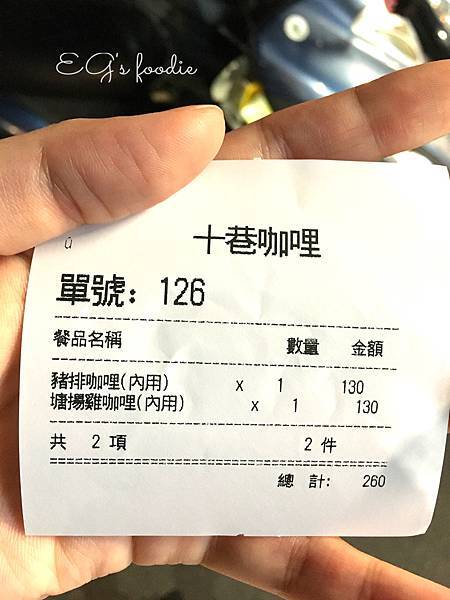 EG's foodie
û
十巷咖哩
單號: 126
餐品名稱 數量 金額
豬排咖哩(內用) x 1 130
塘揚雞咖哩(內用) x 1 130
共 2 項 2 件
總 計: 260